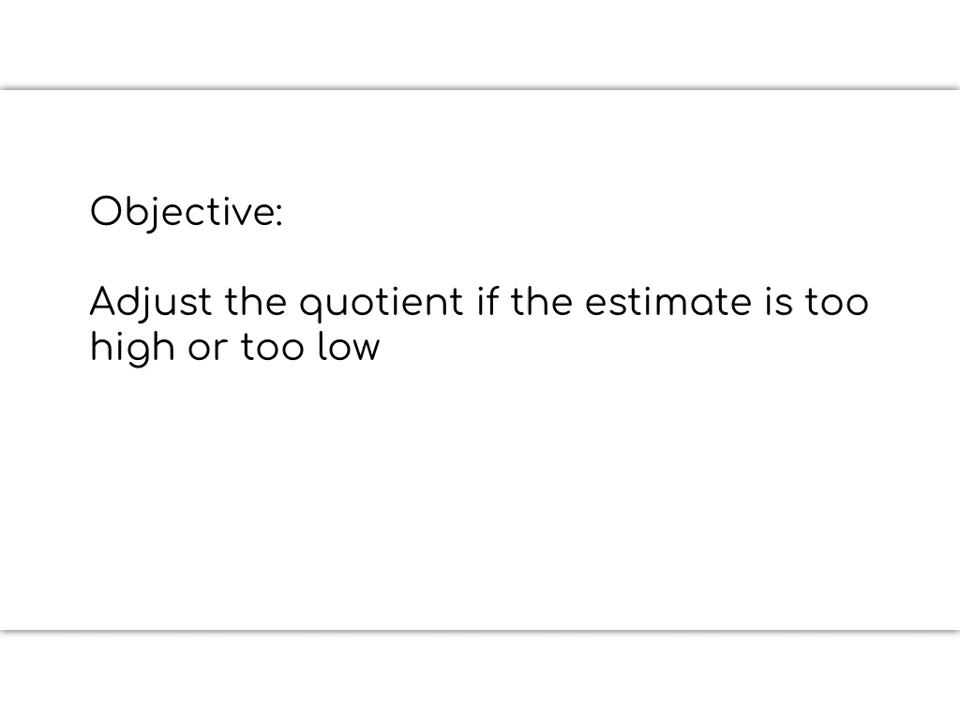 Objective:
Adjust the quotient if the estimate is too
high or too low